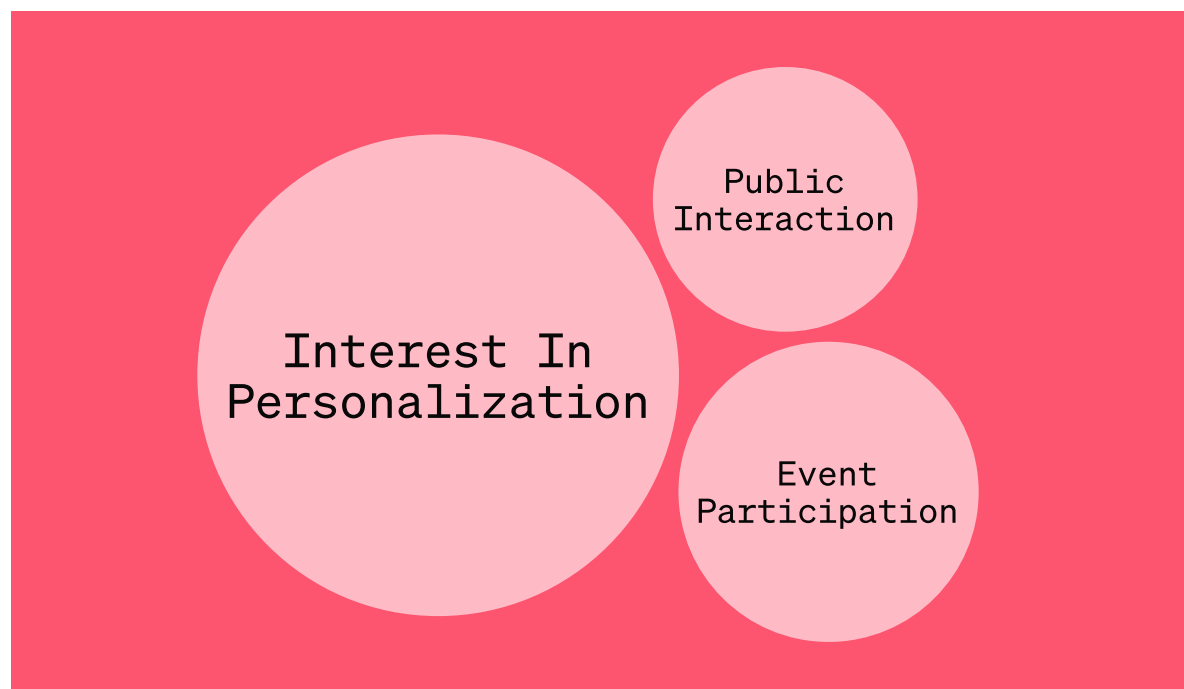 Interest In
Personalization
Public
Interaction
Event
Participation